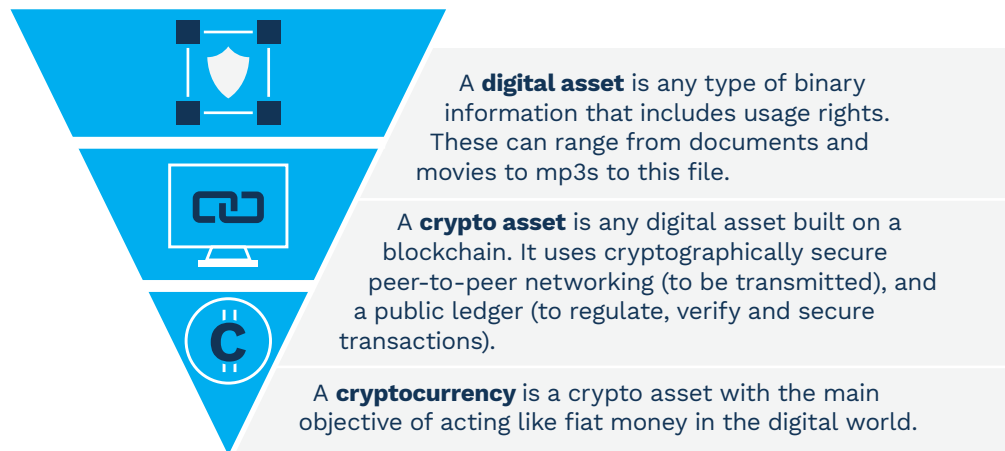 A digital asset is any type of binary
information that includes usage rights.
These can range from documents and
movies to mp3s to this file.
A crypto asset is any digital asset built on a
blockchain. It uses cryptographically secure
peer-to-peer networking (to be transmitted), and
a public ledger (to regulate, verify and secure
transactions).
C
A cryptocurrency is a crypto asset with the main
objective of acting like fiat money in the digital world.